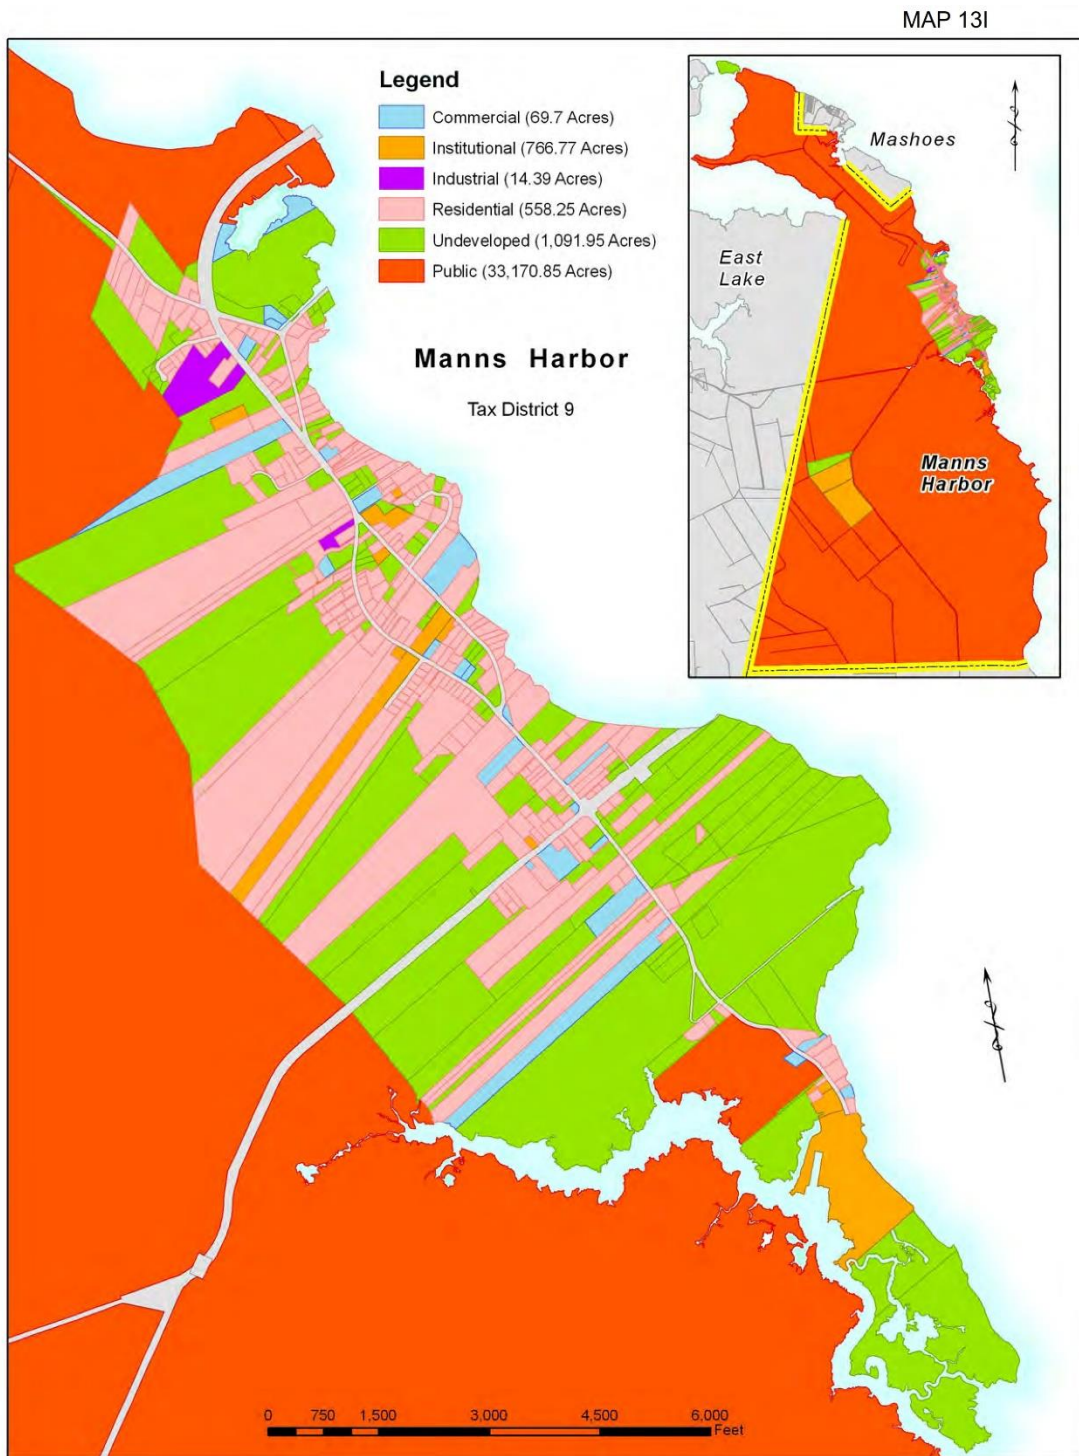 MAP 13I
Legend
Commercial (69.7 Acres)
Institutional (766.77 Acres)
Industrial (14.39 Acres)
Residential (558.25 Acres)
Undeveloped (1,091.95 Acres)
Public (33,170.85 Acres)
Manns Harbor
Tax District 9
Mashoes
East
Lake
Manns
Harbor
0 750 1,500 3,000 4,500 6,000
Feet